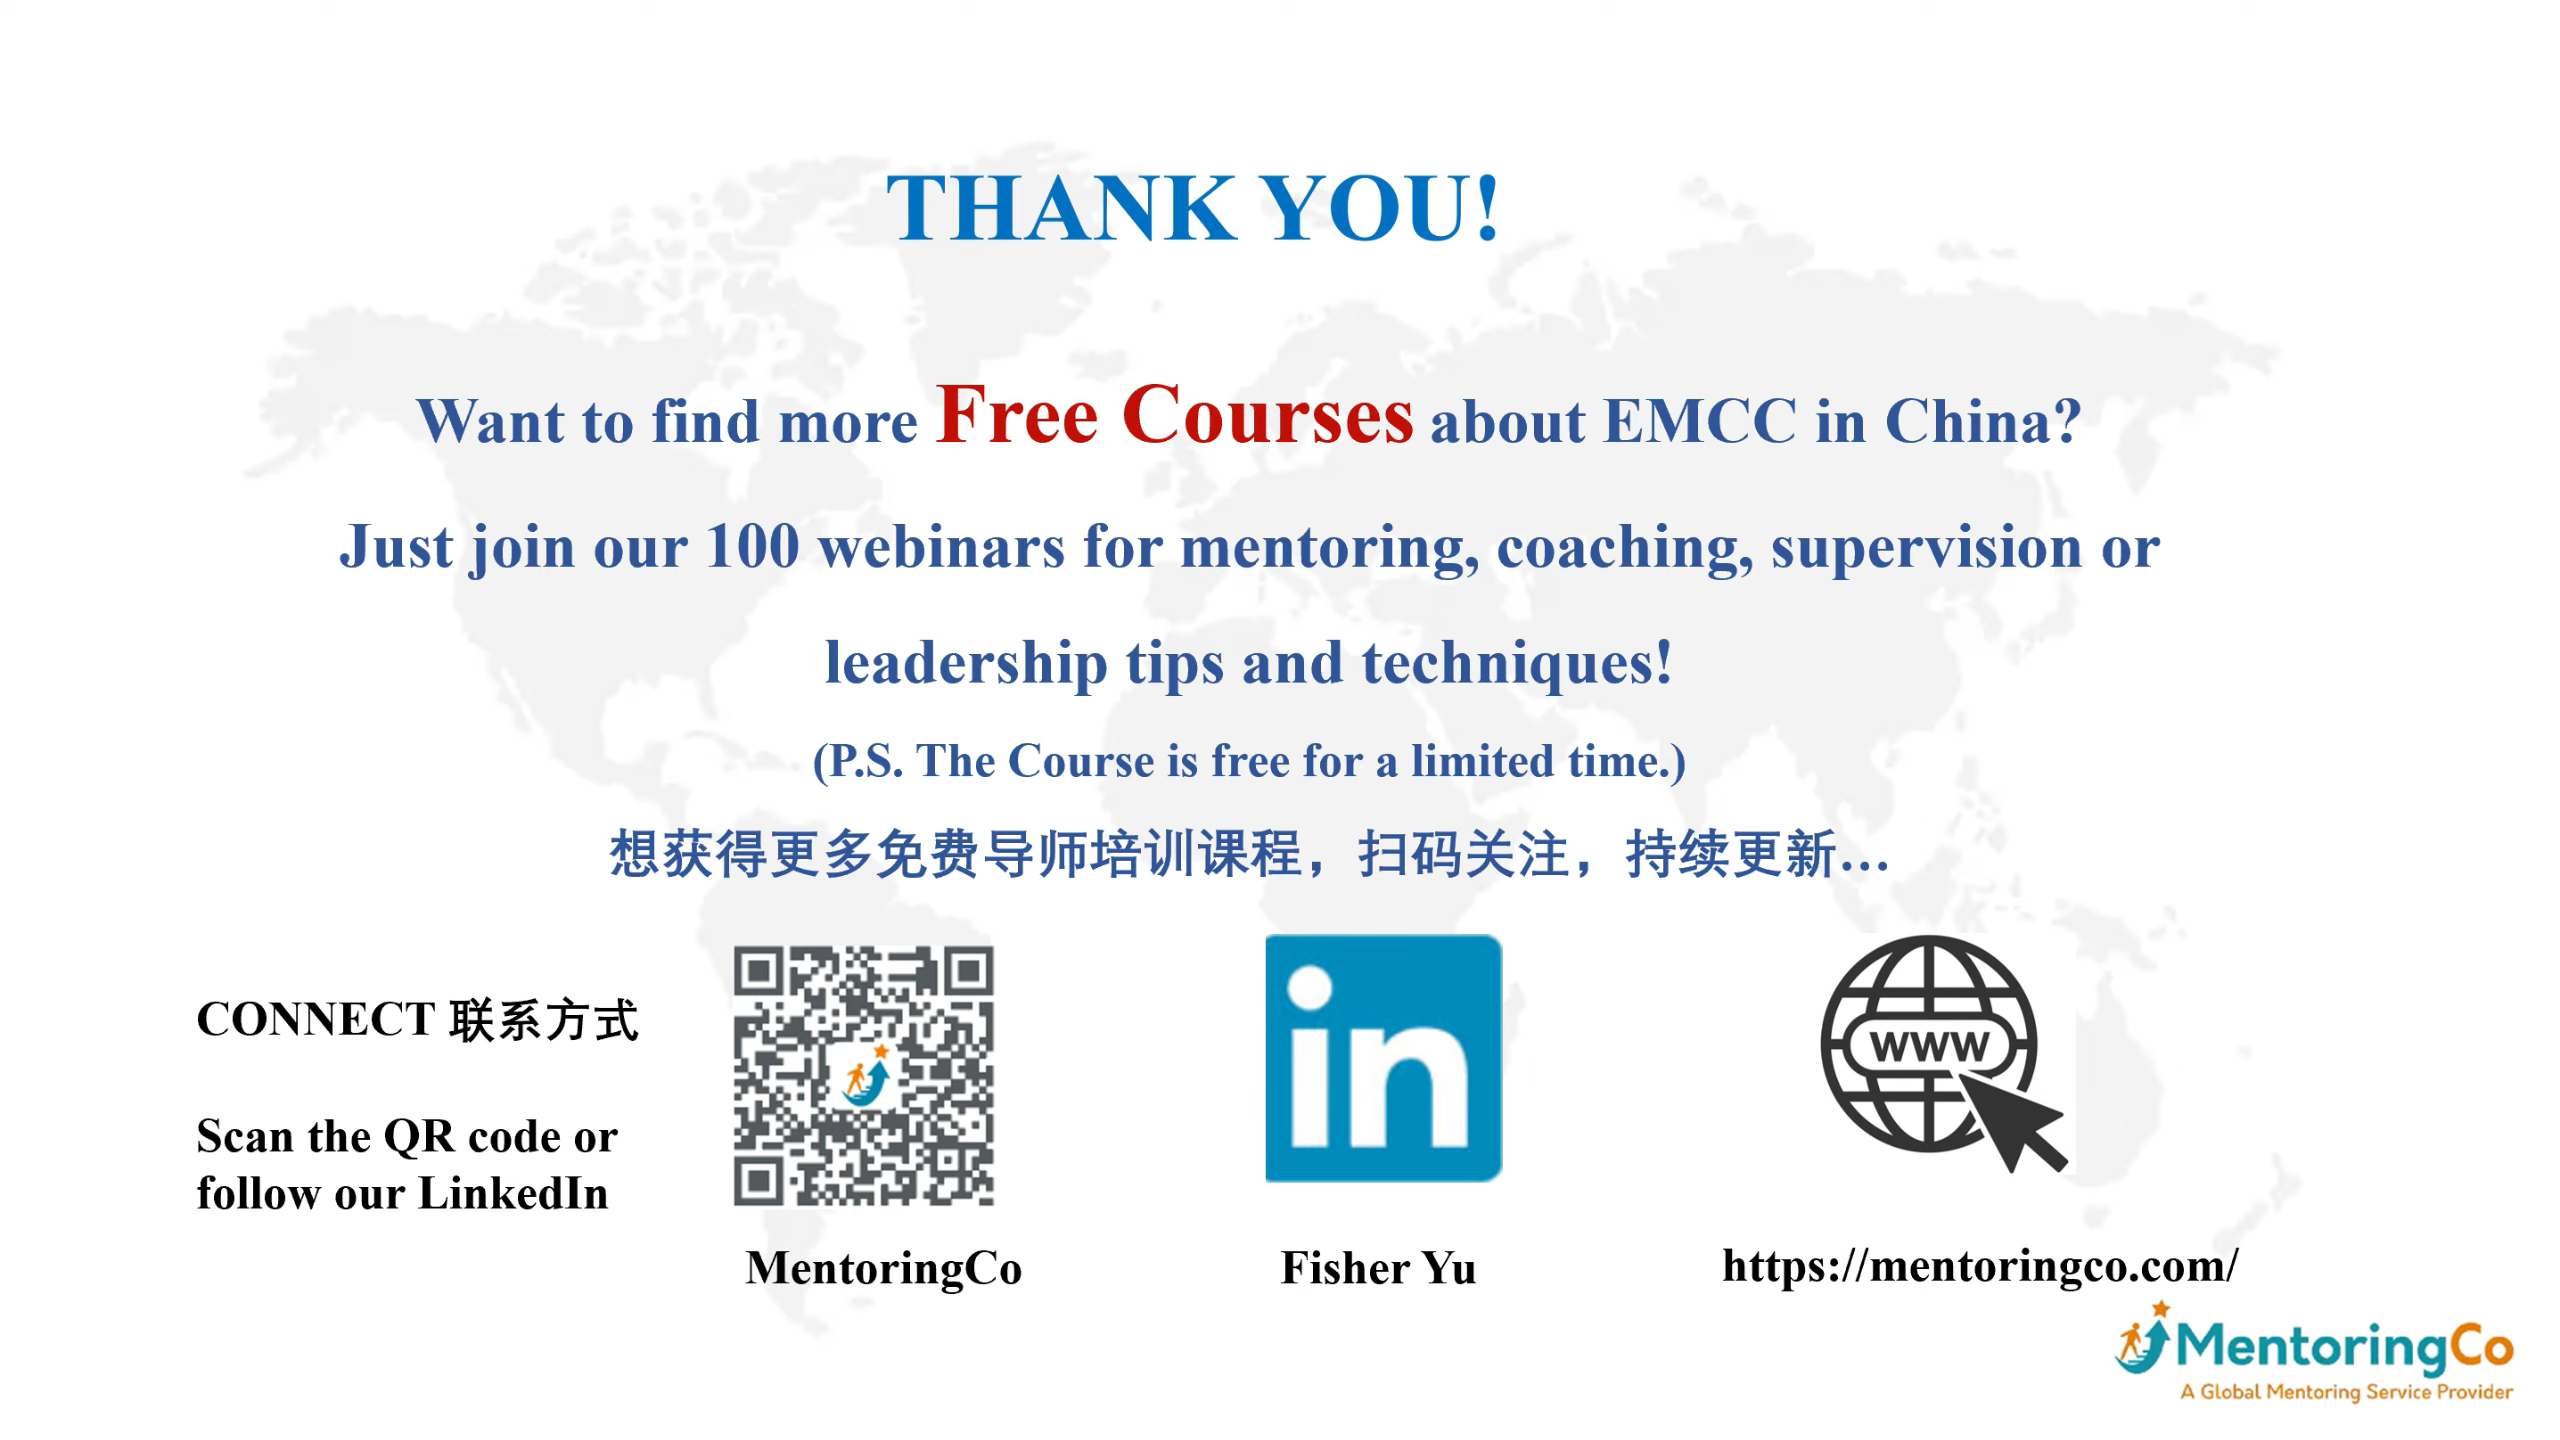 THANK YOU!
Want to find more Free Courses about EMCC in China?
Just join our 100 webinars for mentoring, coaching, supervision or
leadership tips and techniques!
(P.S. The Course is free for a limited time.)
想获得更多免费导师培训课程，扫码关注，持续更新…
CONNECT 联系方式
Scan the QR code or
follow our LinkedIn
in
www
MentoringCo
Fisher Yu
https://mentoringco.com/
MentoringCo
A Global Mentoring Service Provider